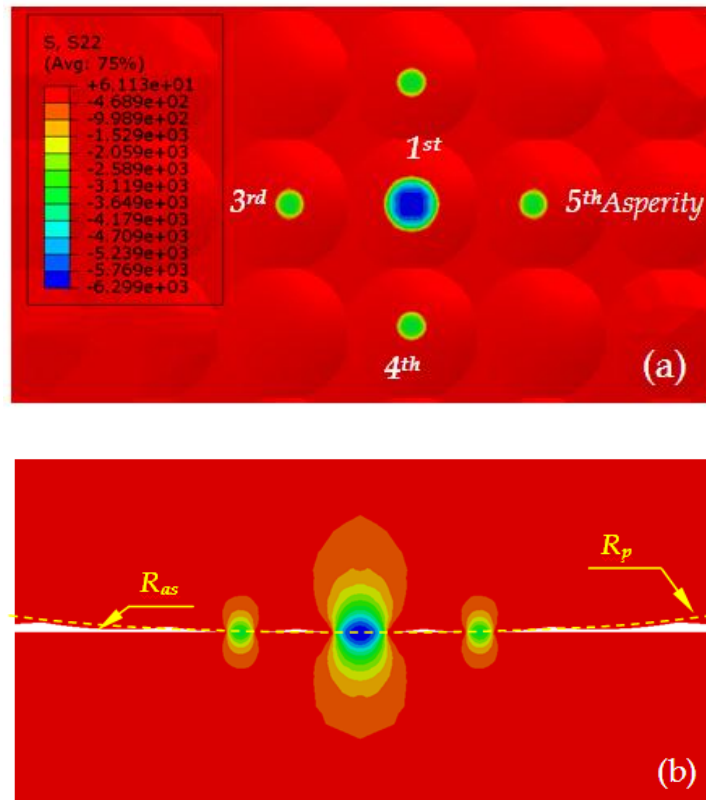 S, S22
(Avg: 75%)
+6.113e+01
-4.689e+02
-9.989e+02
-1.529e+03
-2.059e+03
-2.589e+03
-3.119e+03
-3.649e+03
-4.179e+03
-4.709e+03
-5.239e+03
-5.769e+03
-6.299e+03
1st
3rd
5th Asperity
4th
(a)
Ras
Rp
(b)